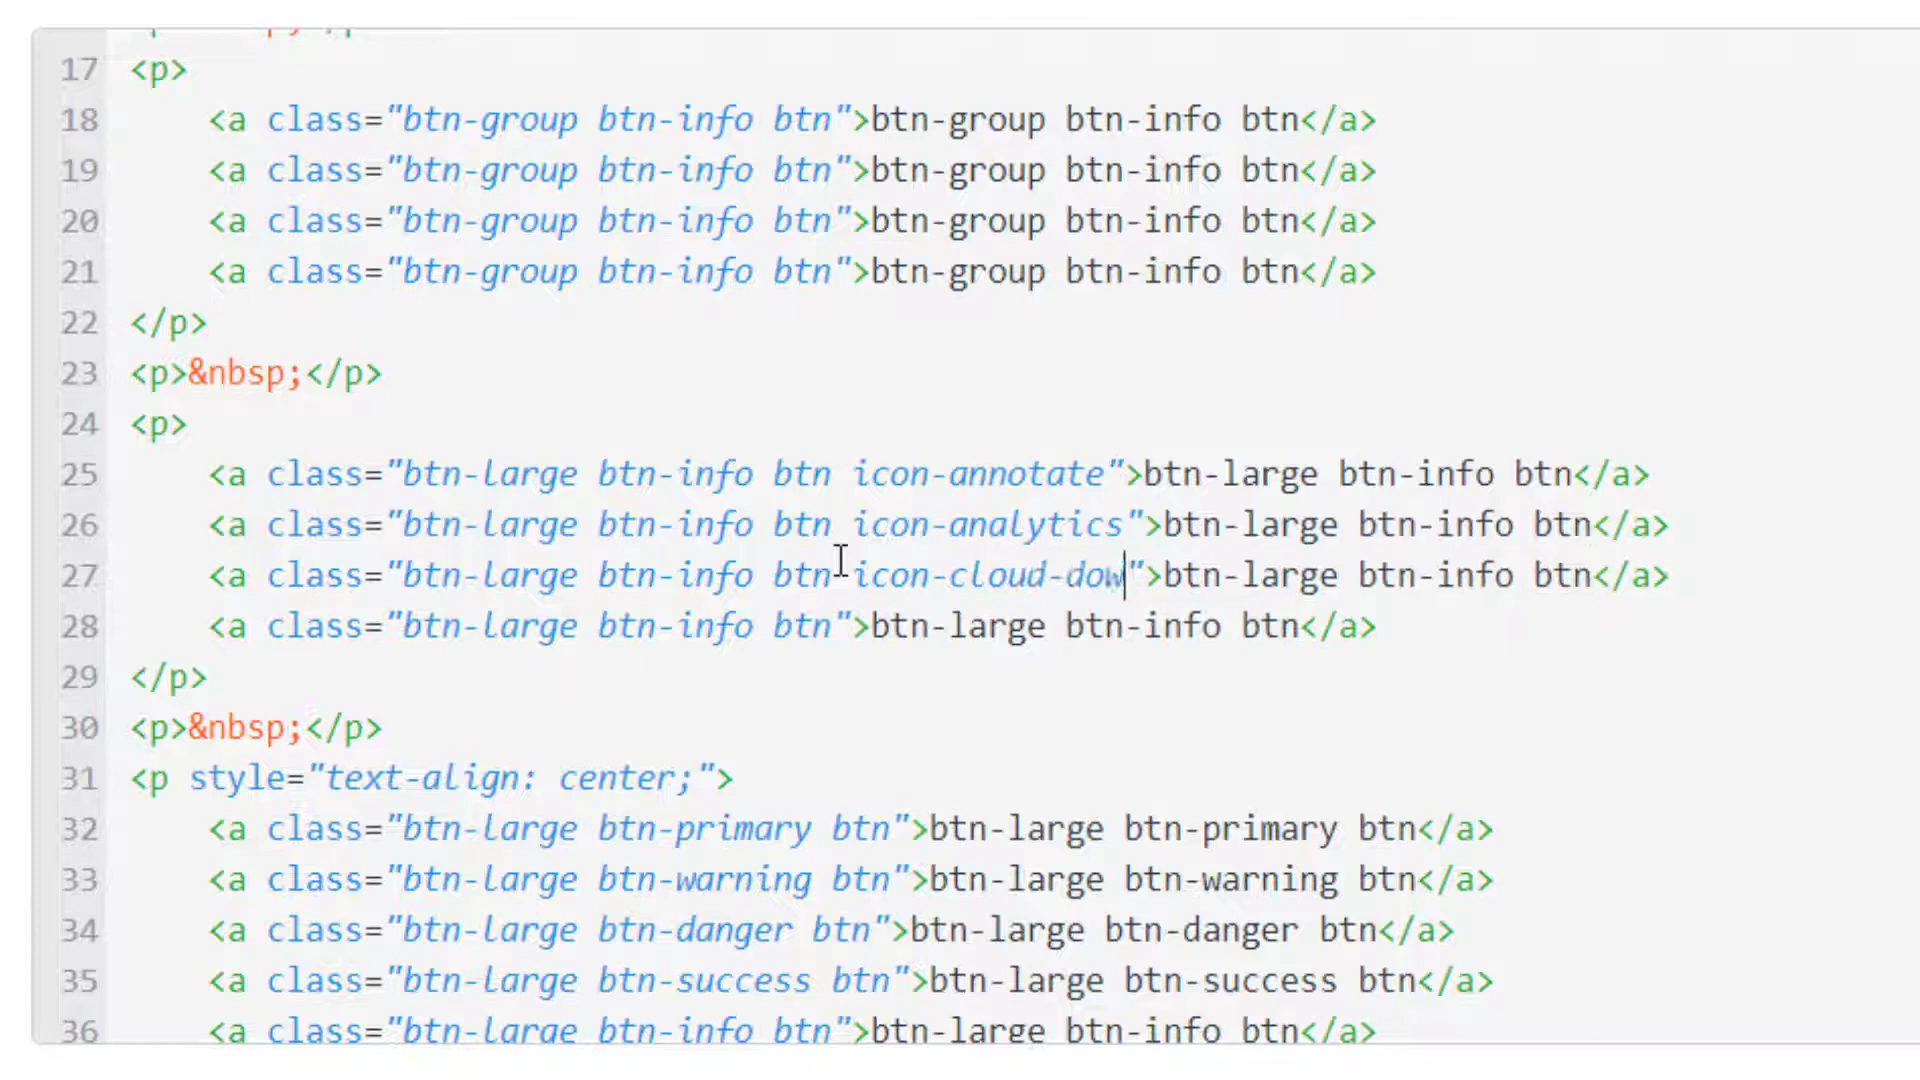 17 <p>
18 <a class="btn-group btn-info btn">btn-group btn-info btn</a>
19 <a class="btn-group btn-info btn">btn-group btn-info btn</a>
20 <a class="btn-group btn-info btn">btn-group btn-info btn</a>
21 <a class="btn-group btn-info btn">btn-group btn-info btn</a>
22 </p>
23 <p>&nbsp;</p>
24 <p>
25 <a class="btn-large btn-info btn icon-annotate">btn-large btn-info btn</a>
26 <a class="btn-large btn-info btn icon-analytics">btn-large btn-info btn</a>
27 <a class="btn-large btn-info btn icon-cloud-dow">btn-large btn-info btn</a>
28 <a class="btn-large btn-info btn">btn-large btn-info btn</a>
29 </p>
30 <p>&nbsp;</p>
31 <p style="text-align: center;">
32 <a class="btn-large btn-primary btn">btn-large btn-primary btn</a>
33 <a class="btn-large btn-warning btn">btn-large btn-warning btn</a>
34 <a class="btn-large btn-danger btn">btn-large btn-danger btn</a>
35 <a class="btn-large btn-success btn">btn-large btn-success btn</a>
36 <a class="btn-large btn-info btn">btn-large btn-info btn</a>